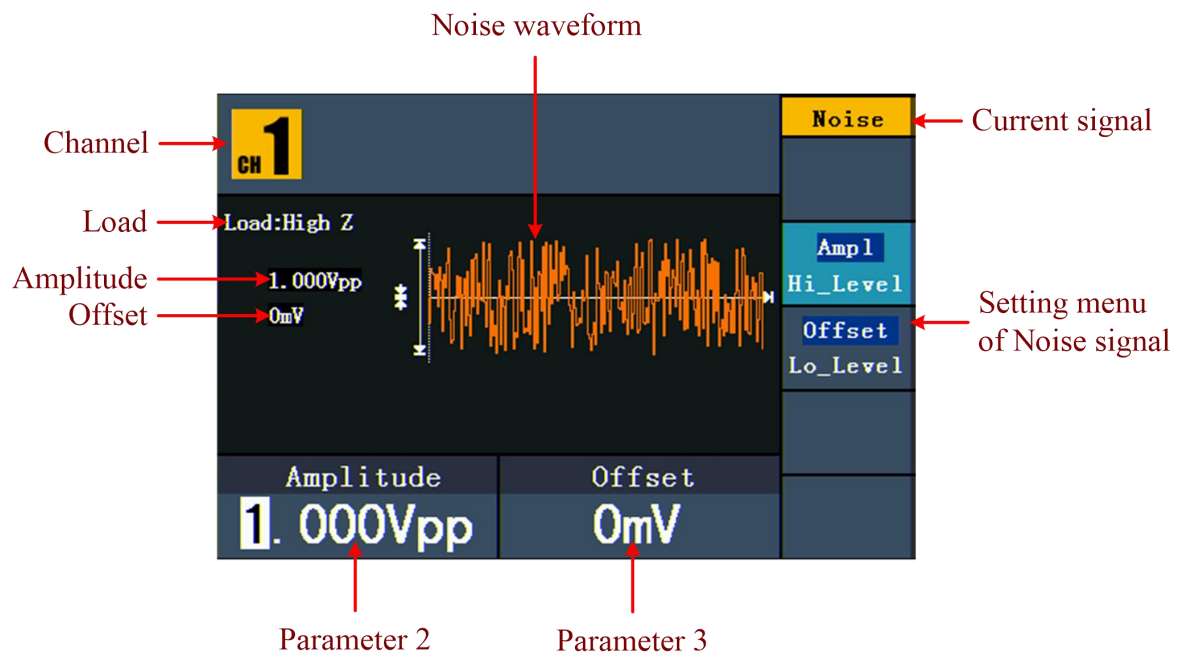 Noise waveform
Channel
CH 1
Noise
Current signal
Load
Load:High Z
Amplitude
1.000Vpp
Offset
0mV
Ampl
Hi_Level
Offset
Lo_Level
Setting menu
of Noise signal
Amplitude
Offset
1.000Vpp
0mV
Parameter 2
Parameter 3